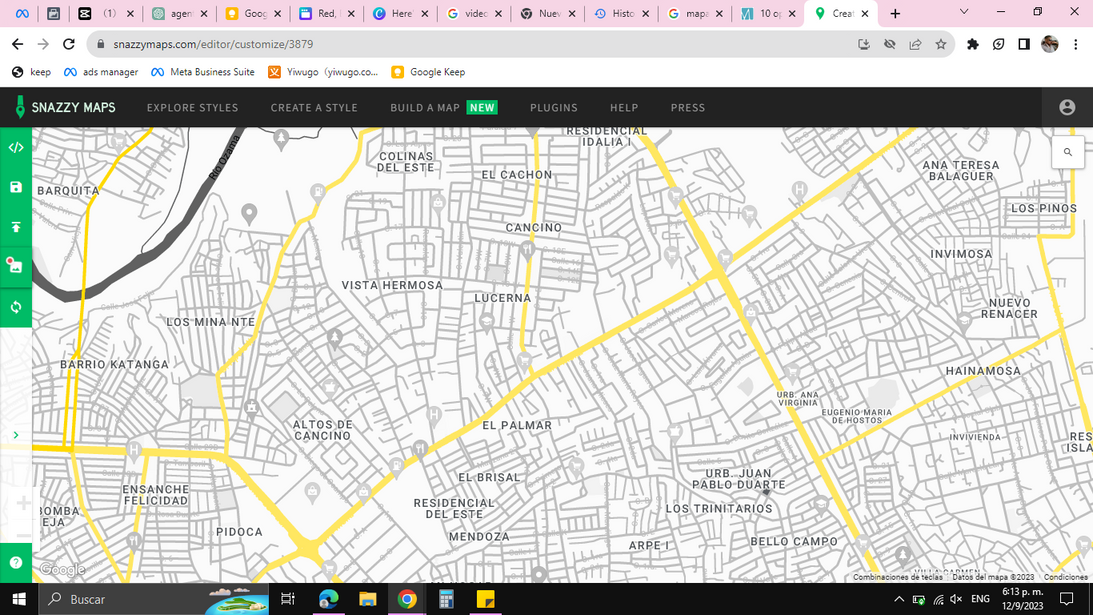 (1)
agen
Goog
Red,
Here'
video
Nuev
Histo
mapa
10 op
Creat
snazzymaps.com/editor/customize/3879
keep
ads manager
Meta Business Suite
Yiwugo (yiwugo.co...
Google Keep
SNAZZY MAPS
EXPLORE STYLES
CREATE A STYLE
BUILD A MAP NEW
PLUGINS
HELP
PRESS
Río Ozama
RESIDENCIAL
IDALIA I
COLINAS
DEL ESTE
EL CACHON
ANA TERESA
BALAGUER
BARQUITA
LOS PINOS
CANCINO
INVIMOSA
VISTA HERMOSA
LUCERNA
NUEVO
RENACER
LOS MINA NTE
BARRIO KATANGA
HAINAMOSA
URB. ANA
VIRGINIA
EUGENIO MARIA
DE HOSTOS
ALTOS DE
CANCINO
EL PALMAR
INVIVIENDA
RES
ISLA
EL BRISAL
URB. JUAN
PABLO DUARTE
ENSANCHE
FELICIDAD
RESIDENCIAL
DEL ESTE
LOS TRINITARIOS
BOMBA
EJA
PIDOCA
MENDOZA
ARPE I
BELLO CAMPO
VILLA CARMEN
Google
Combinaciones de teclas
Datos del mapa ©2023
Condiciones
Buscar
ENG
6:13 p. m.
12/9/2023